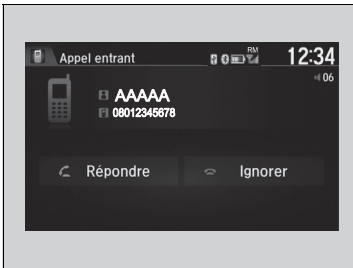 Appel entrant RM 12:34
06
AAAAA
08012345678
Répondre Ignorer